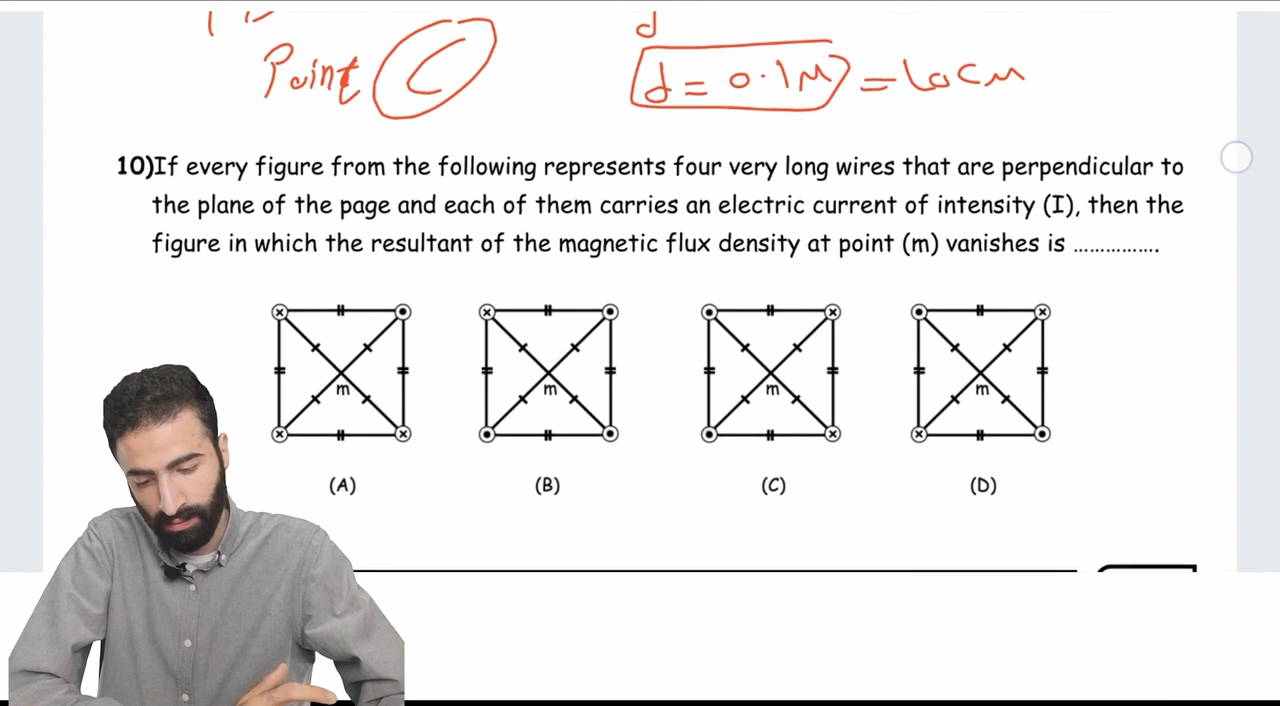 d
Point C
d = 0.1M = 10CM
10)If every figure from the following represents four very long wires that are perpendicular to
the plane of the page and each of them carries an electric current of intensity (I), then the
figure in which the resultant of the magnetic flux density at point (m) vanishes is ................
m m m m
(A) (B) (C) (D)